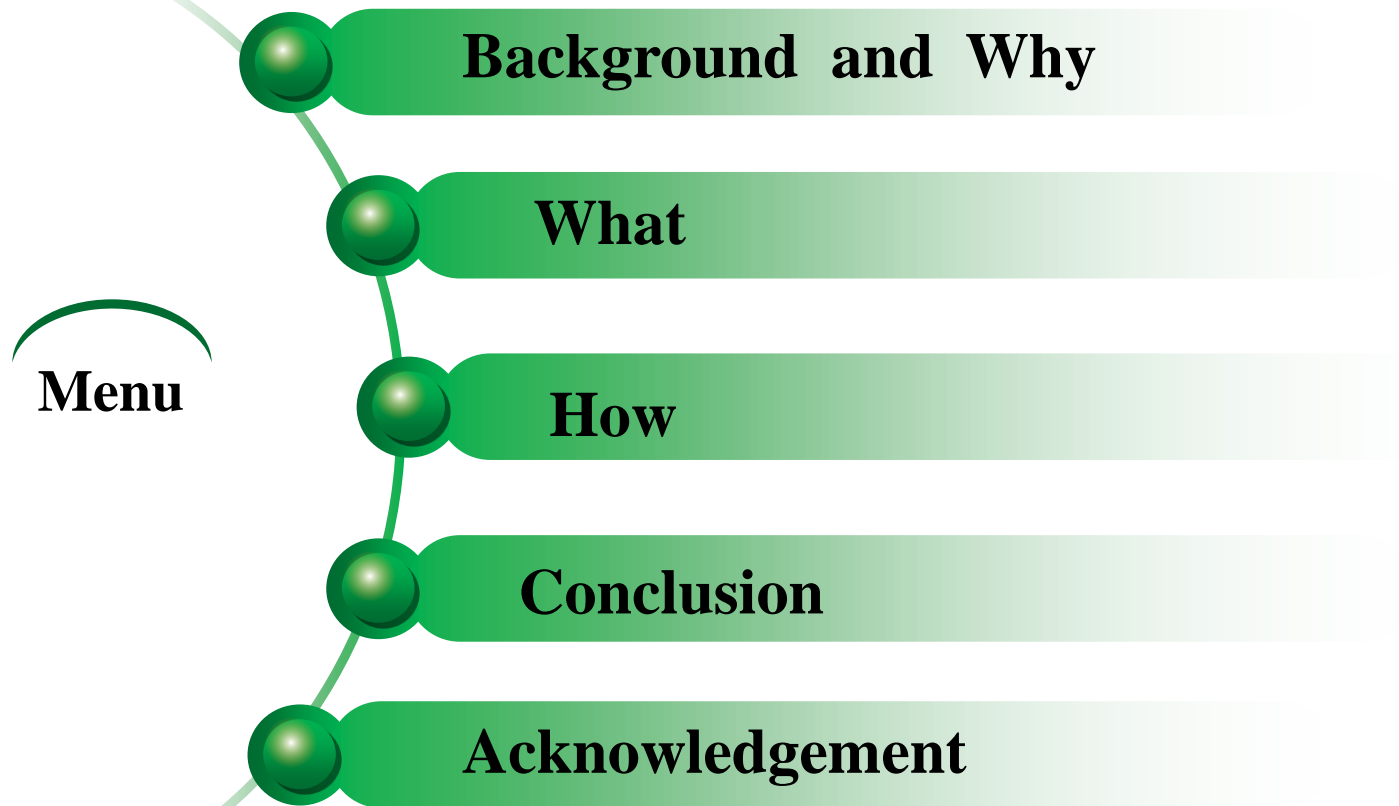 Background and Why
What
Menu
How
Conclusion
Acknowledgement